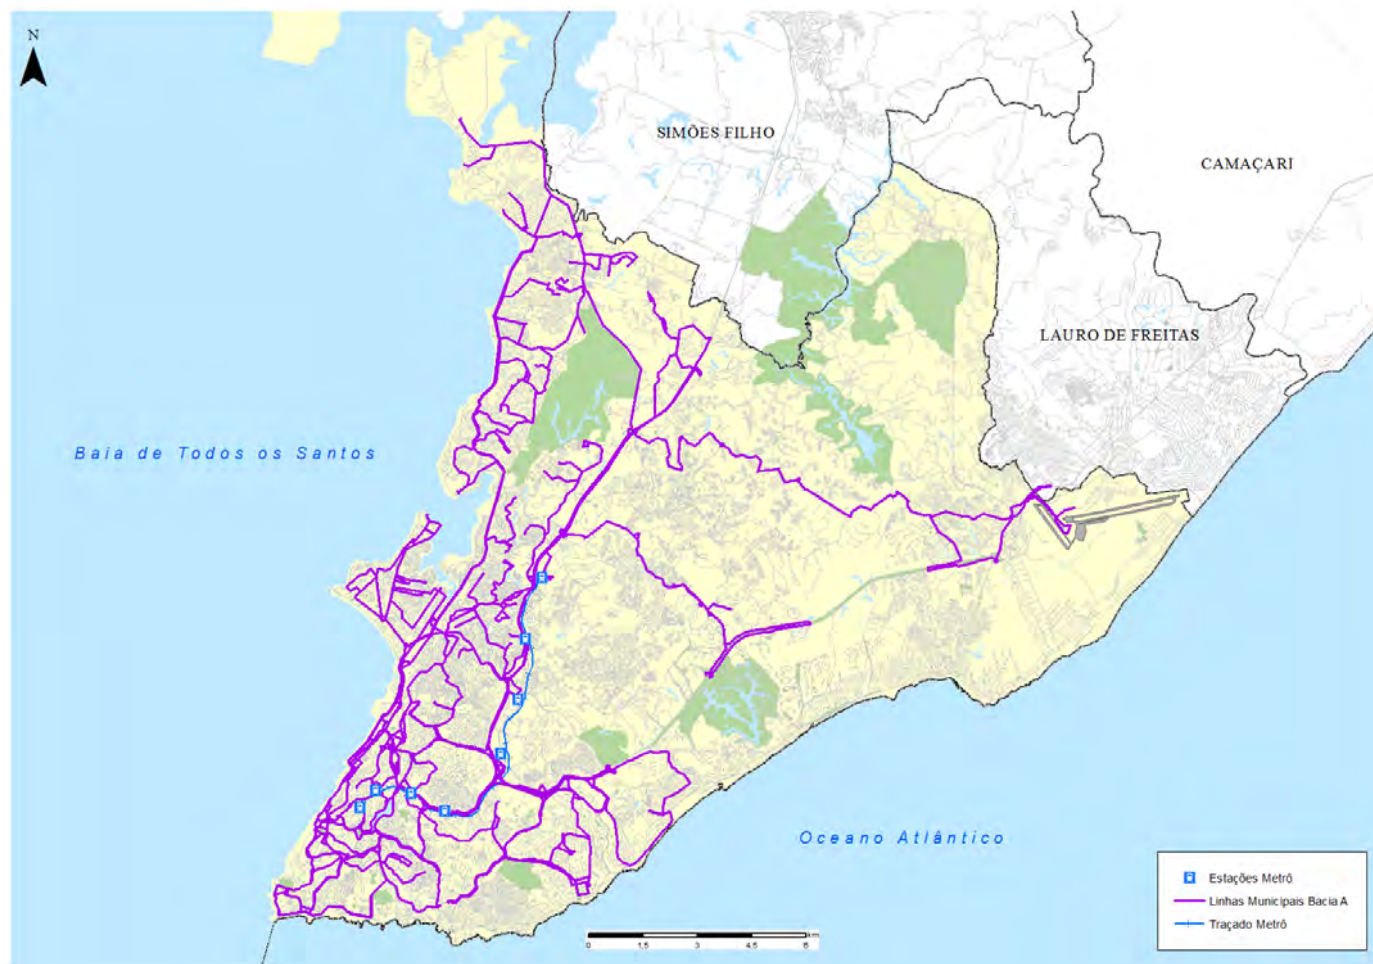 N
SIMÕES FILHO
CAMAÇARI
LAURO DE FREITAS
Baia de Todos os Santos
Oceano Atlântico
Estações Metrô
Linhas Municipais Bacia A
Traçado Metrô
0 1,5 3 4,5 6